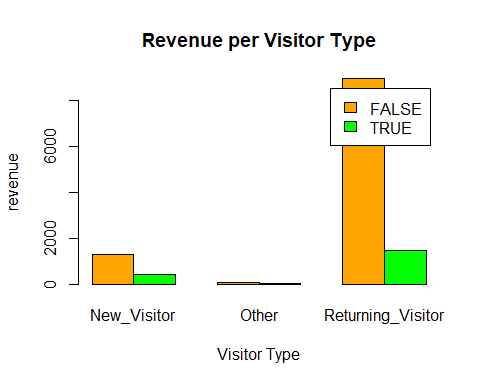 Revenue per Visitor Type
FALSE
TRUE
revenue
6000
2000
0
New_Visitor Other Returning_Visitor
Visitor Type